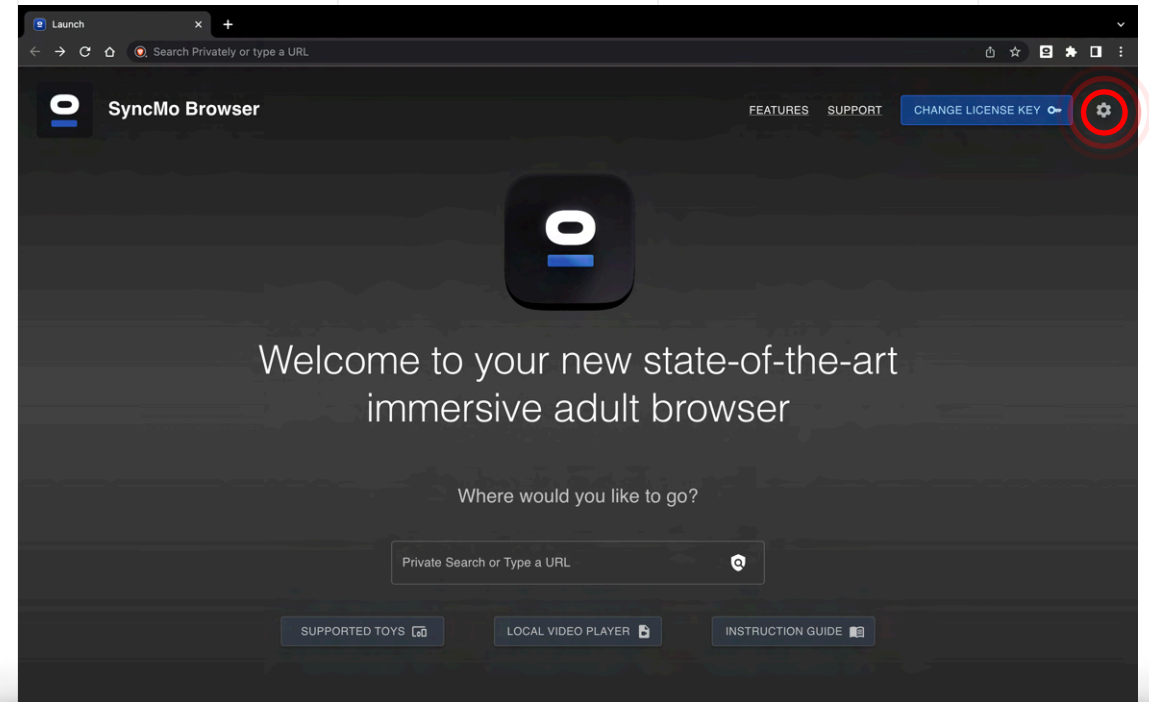 Launch
Search Privately or type a URL
SyncMo Browser
FEATURES
SUPPORT
CHANGE LICENSE KEY
Welcome to your new state-of-the-art
immersive adult browser
Where would you like to go?
Private Search or Type a URL
SUPPORTED TOYS
LOCAL VIDEO PLAYER
INSTRUCTION GUIDE